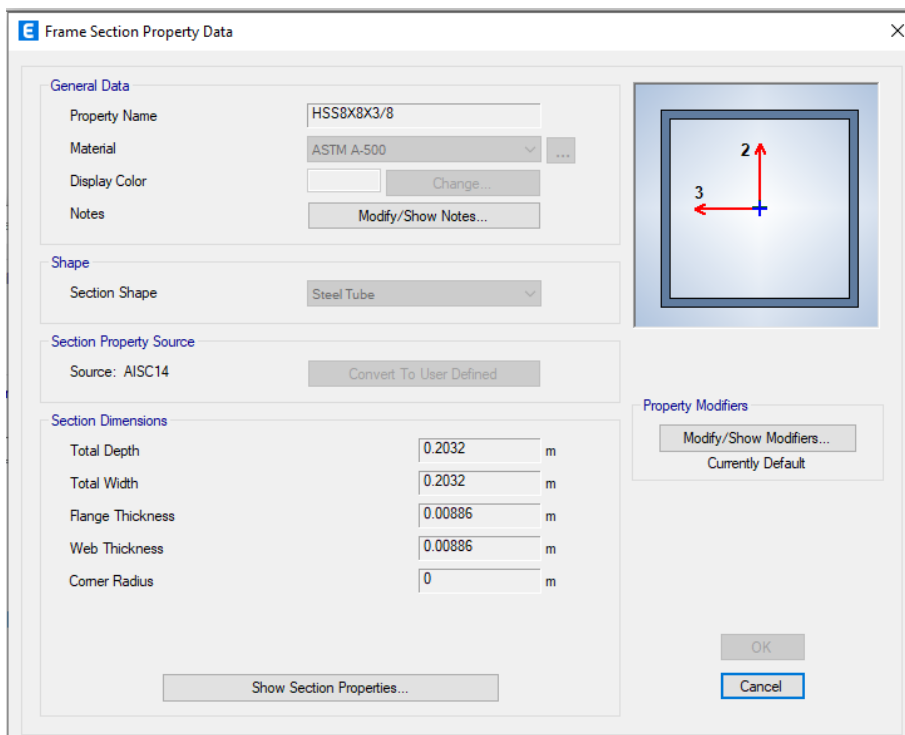 E Frame Section Property Data
General Data
Property Name HSS8X8X3/8
Material ASTM A-500 ...
Display Color Change...
Notes Modify/Show Notes...
Shape
Section Shape Steel Tube
Section Property Source
Source: AISC14 Convert To User Defined
Section Dimensions
Total Depth 0.2032 m
Total Width 0.2032 m
Flange Thickness 0.00886 m
Web Thickness 0.00886 m
Corner Radius 0 m
Show Section Properties...
2
3
Property Modifiers
Modify/Show Modifiers...
Currently Default
OK
Cancel